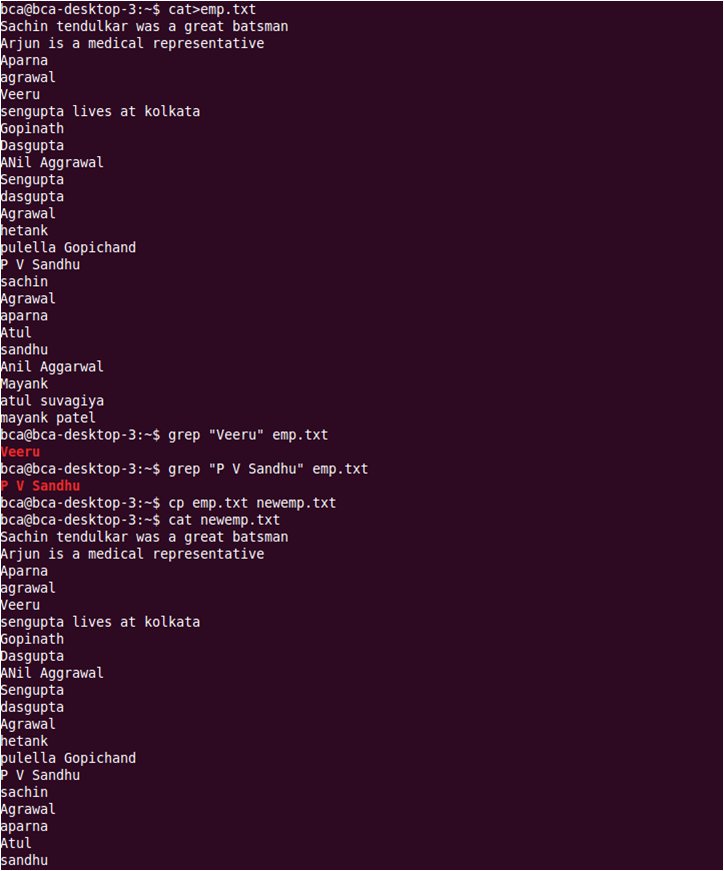 bca@bca-desktop-3:~$ cat>emp.txt
Sachin tendulkar was a great batsman
Arjun is a medical representative
Aparna
agrawal
Veeru
sengupta lives at kolkata
Gopinath
Dasgupta
ANil Aggrawal
Sengupta
dasgupta
Agrawal
hetank
pulella Gopichand
P V Sandhu
sachin
Agrawal
aparna
Atul
sandhu
Anil Aggarwal
Mayank
atul suvagiya
mayank patel
bca@bca-desktop-3:~$ grep "Veeru" emp.txt
Veeru
bca@bca-desktop-3:~$ grep "P V Sandhu" emp.txt
P V Sandhu
bca@bca-desktop-3:~$ cp emp.txt newemp.txt
bca@bca-desktop-3:~$ cat newemp.txt
Sachin tendulkar was a great batsman
Arjun is a medical representative
Aparna
agrawal
Veeru
sengupta lives at kolkata
Gopinath
Dasgupta
ANil Aggrawal
Sengupta
dasgupta
Agrawal
hetank
pulella Gopichand
P V Sandhu
sachin
Agrawal
aparna
Atul
sandhu